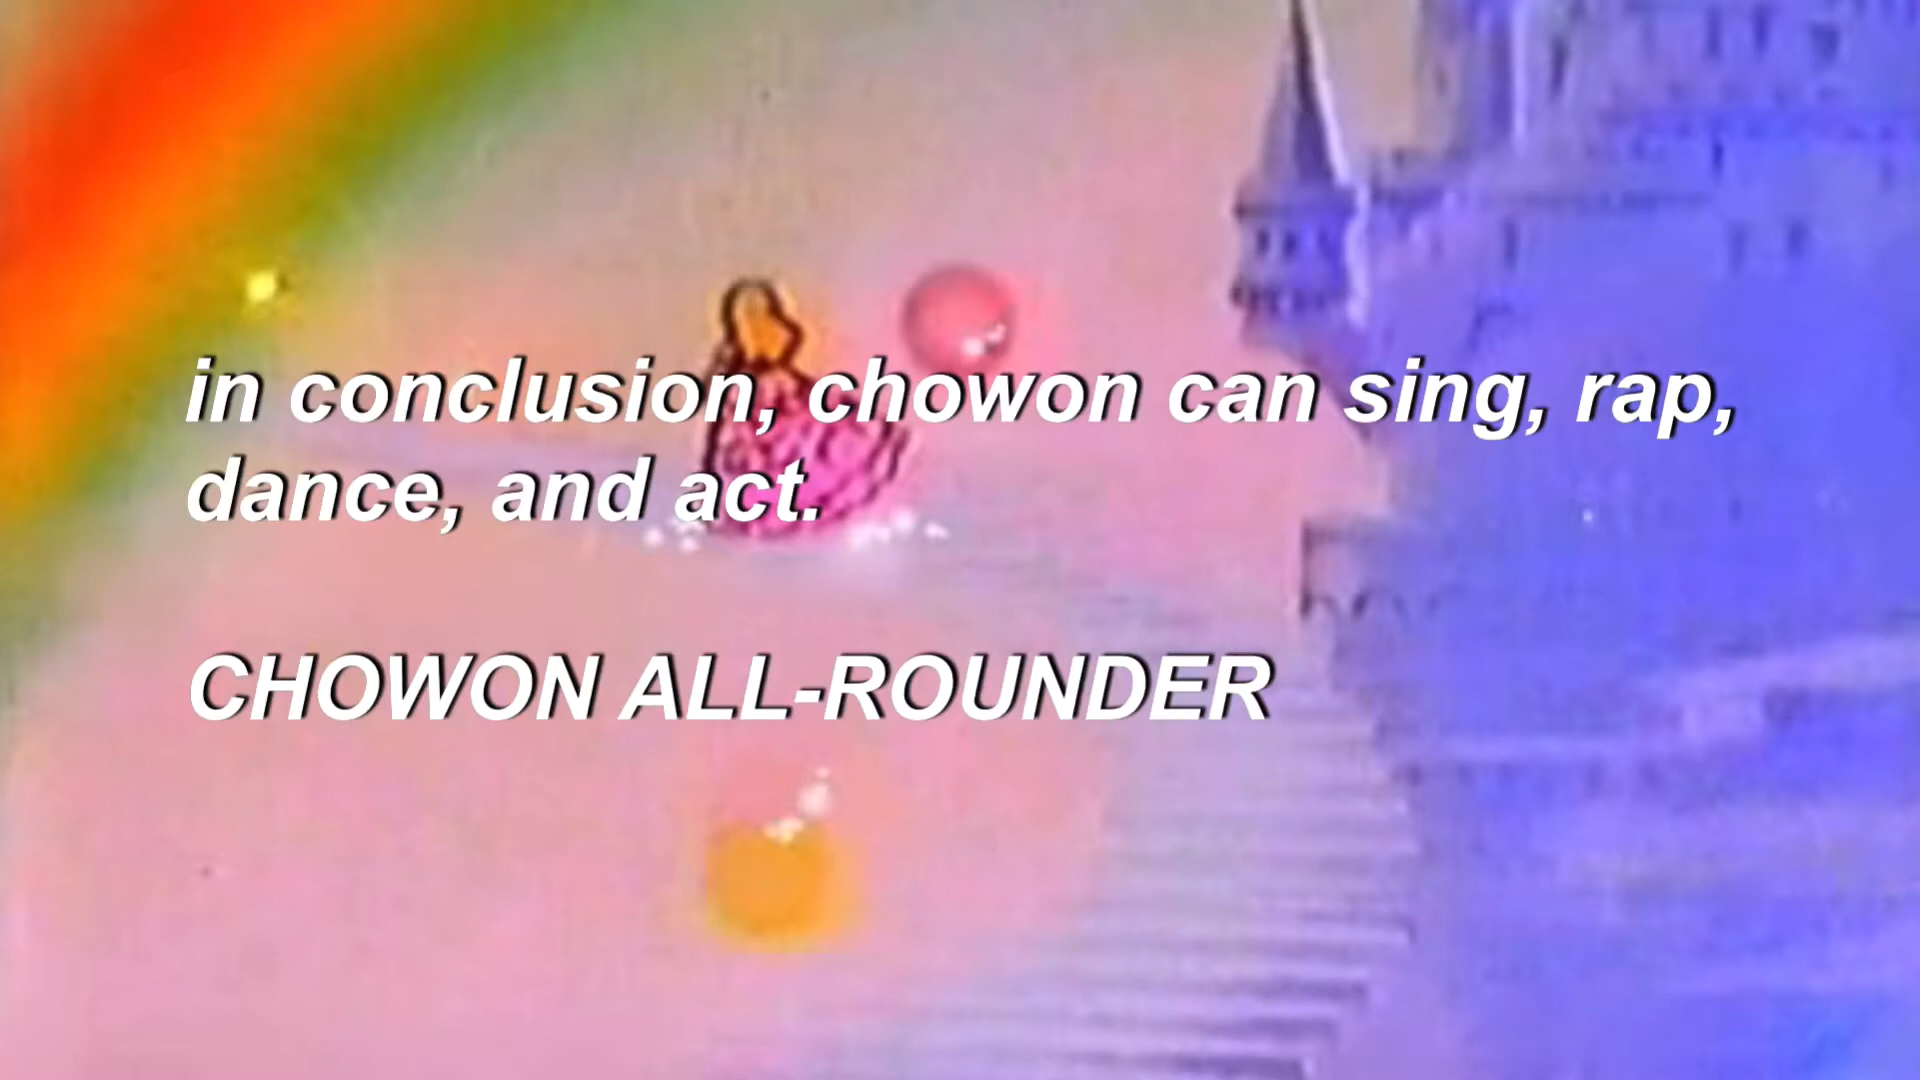 in conclusion, chowon can sing, rap,
dance, and act.
CHOWON ALL-ROUNDER